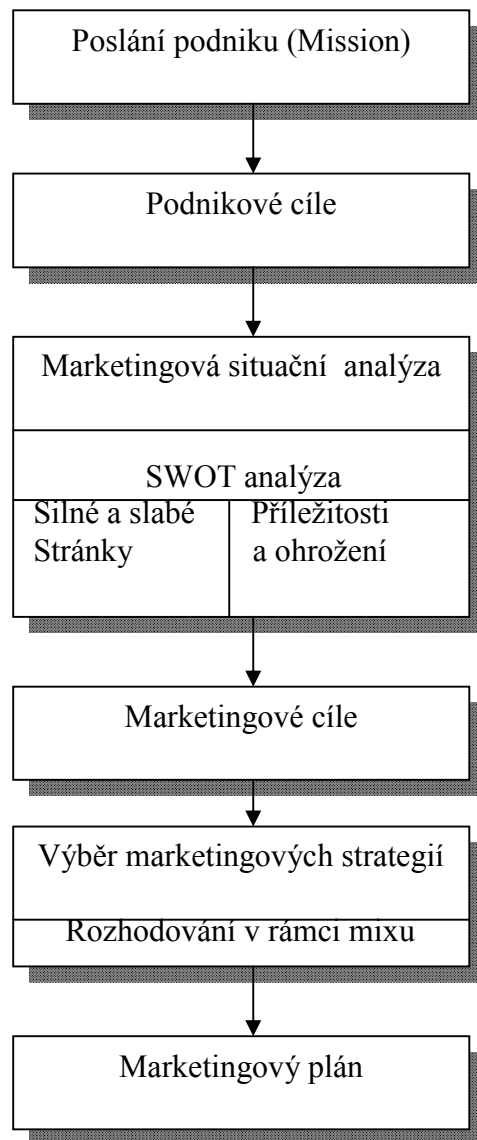 Poslání podniku (Mission)
Podnikové cíle
Marketingová situační analýza
SWOT analýza
Silné a slabé
Stránky
Příležitosti
a ohrožení
Marketingové cíle
Výběr marketingových strategií
Rozhodování v rámci mixu
Marketingový plán